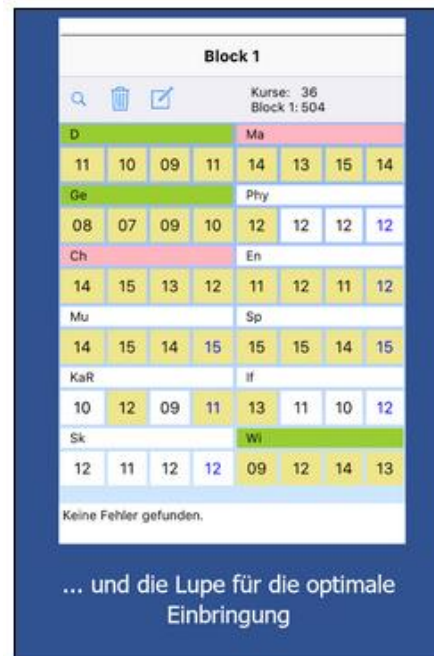 Block 1
Kurse: 36
Block 1: 504
D Ma
11 10 09 11 14 13 15 14
Ge Phy
08 07 09 10 12 12 12 12
Ch En
14 15 13 12 11 12 11 12
Mu Sp
14 15 14 15 15 15 14 15
KaR If
10 12 09 11 13 11 10 12
Sk Wi
12 11 12 12 09 12 14 13
Keine Fehler gefunden.
... und die Lupe für die optimale
Einbringung